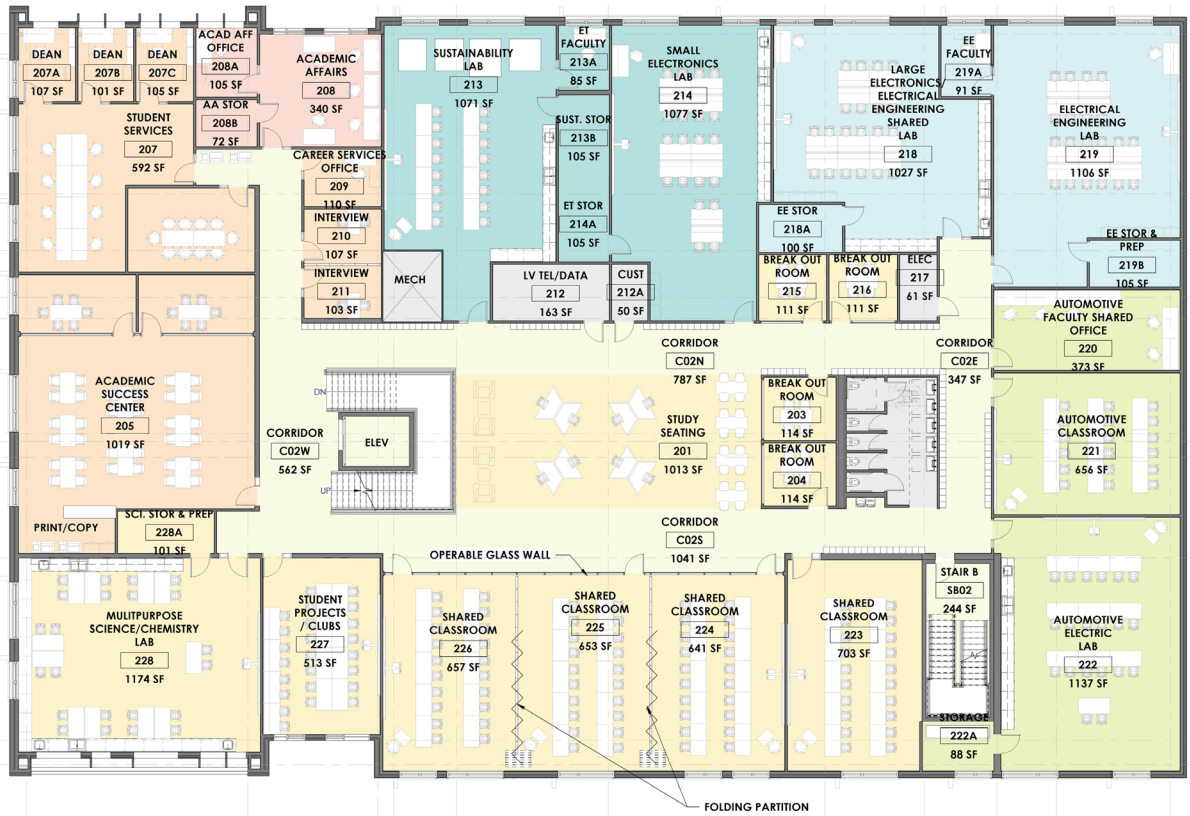 DEAN
207A
107 SF
DEAN
207B
101 SF
DEAN
207C
105 SF
ACAD AFF
OFFICE
208A
105 SF
AA STOR
208B
72 SF
ACADEMIC
AFFAIRS
208
340 SF
STUDENT
SERVICES
207
592 SF
CAREER SERVICES
OFFICE
209
110 SF
INTERVIEW
210
107 SF
INTERVIEW
211
103 SF
MECH
SUSTAINABILITY
LAB
213
1071 SF
ET
FACULTY
213A
85 SF
SUST. STOR
213B
105 SF
ET STOR
214A
105 SF
LV TEL/DATA
212
163 SF
CUST
212A
50 SF
SMALL
ELECTRONICS
LAB
214
1077 SF
LARGE
ELECTRONICS/
ELECTRICAL
ENGINEERING
SHARED
LAB
218
1027 SF
EE
FACULTY
219A
91 SF
EE STOR
218A
100 SF
BREAK OUT
ROOM
215
111 SF
BREAK OUT
ROOM
216
111 SF
ELEC
217
61 SF
ELECTRICAL
ENGINEERING
LAB
219
1106 SF
EE STOR &
PREP
219B
105 SF
AUTOMOTIVE
FACULTY SHARED
OFFICE
220
373 SF
CORRIDOR
C02N
787 SF
CORRIDOR
C02E
347 SF
ACADEMIC
SUCCESS
CENTER
205
1019 SF
DN
UP
ELEV
CORRIDOR
C02W
562 SF
STUDY
SEATING
201
1013 SF
BREAK OUT
ROOM
203
114 SF
BREAK OUT
ROOM
204
114 SF
AUTOMOTIVE
CLASSROOM
221
656 SF
PRINT/COPY
SCI. STOR & PREP
228A
101 SF
CORRIDOR
C02S
1041 SF
OPERABLE GLASS WALL
MULITPURPOSE
SCIENCE/CHEMISTRY
LAB
228
1174 SF
STUDENT
PROJECTS
/ CLUBS
227
513 SF
SHARED
CLASSROOM
226
657 SF
SHARED
CLASSROOM
225
653 SF
SHARED
CLASSROOM
224
641 SF
SHARED
CLASSROOM
223
703 SF
STAIR B
SB02
244 SF
STORAGE
222A
88 SF
AUTOMOTIVE
ELECTRIC
LAB
222
1137 SF
FOLDING PARTITION